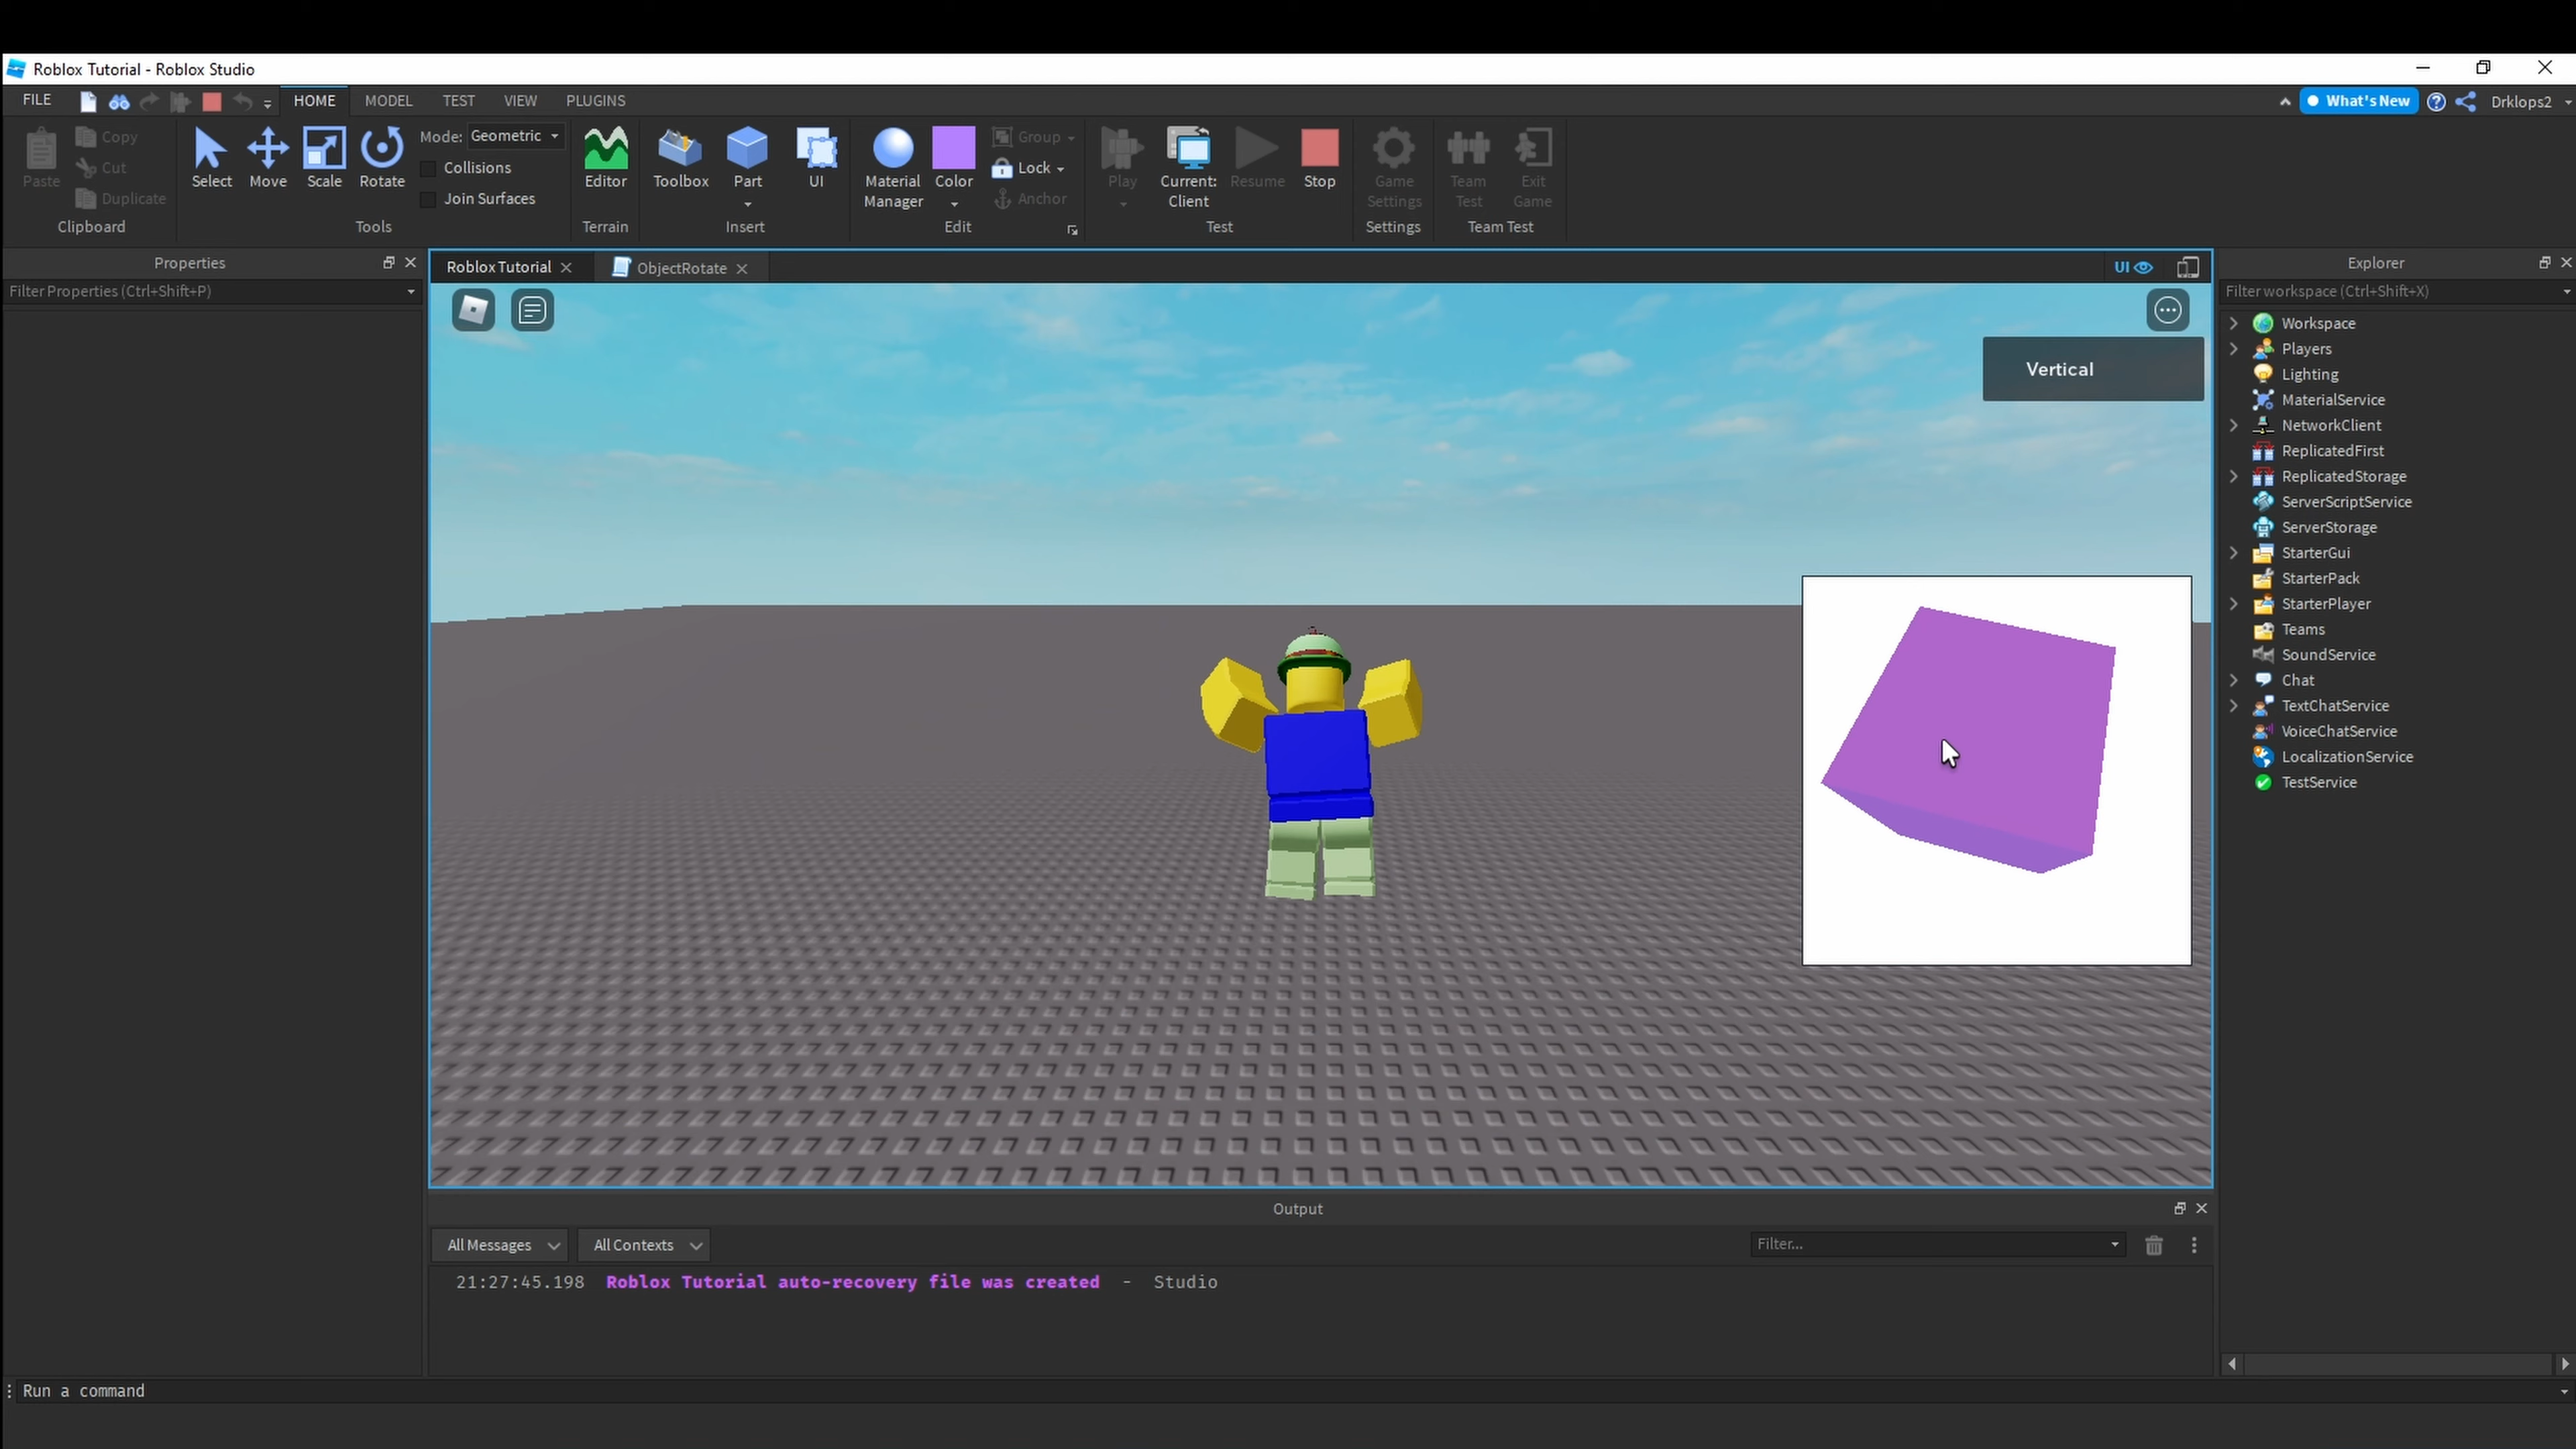 Roblox Tutorial - Roblox Studio
FILE HOME MODEL TEST VIEW PLUGINS What's New Drklops2
Paste
Copy
Cut
Duplicate
Clipboard
Select Move Scale Rotate
Mode: Geometric
Collisions
Join Surfaces
Tools
Editor
Terrain
Toolbox Part UI
Insert
Material Manager
Color
Group
Lock
Anchor
Edit
Play
Current: Client
Resume Stop
Test
Game Settings
Settings
Team Test
Exit Game
Team Test
Properties
Filter Properties (Ctrl+Shift+P)
Roblox Tutorial ObjectRotate UI
Vertical
Explorer
Filter workspace (Ctrl+Shift+X)
Workspace
Players
Lighting
MaterialService
NetworkClient
ReplicatedFirst
ReplicatedStorage
ServerScriptService
ServerStorage
StarterGui
StarterPack
StarterPlayer
Teams
SoundService
Chat
TextChatService
VoiceChatService
LocalizationService
TestService
Output
All Messages All Contexts Filter...
21:27:45.198 Roblox Tutorial auto-recovery file was created - Studio
Run a command